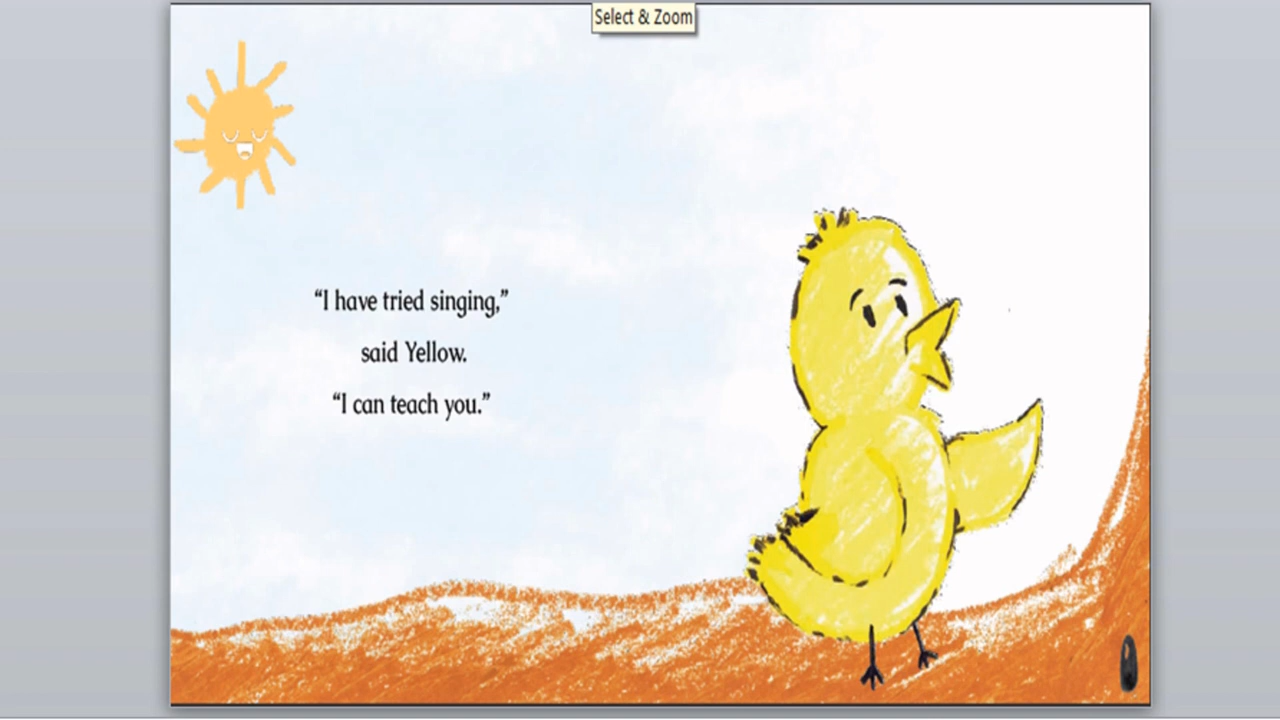 Select & Zoom
“I have tried singing,”
said Yellow.
“I can teach you.”